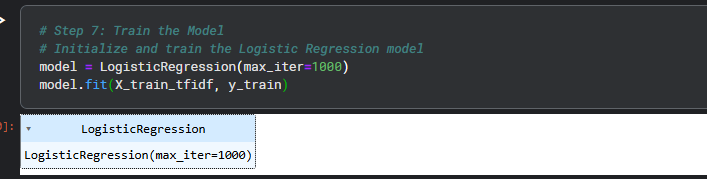 # Step 7: Train the Model
# Initialize and train the Logistic Regression model
model = LogisticRegression(max_iter=1000)
model.fit(X_train_tfidf, y_train)
]:
▾ LogisticRegression
LogisticRegression(max_iter=1000)